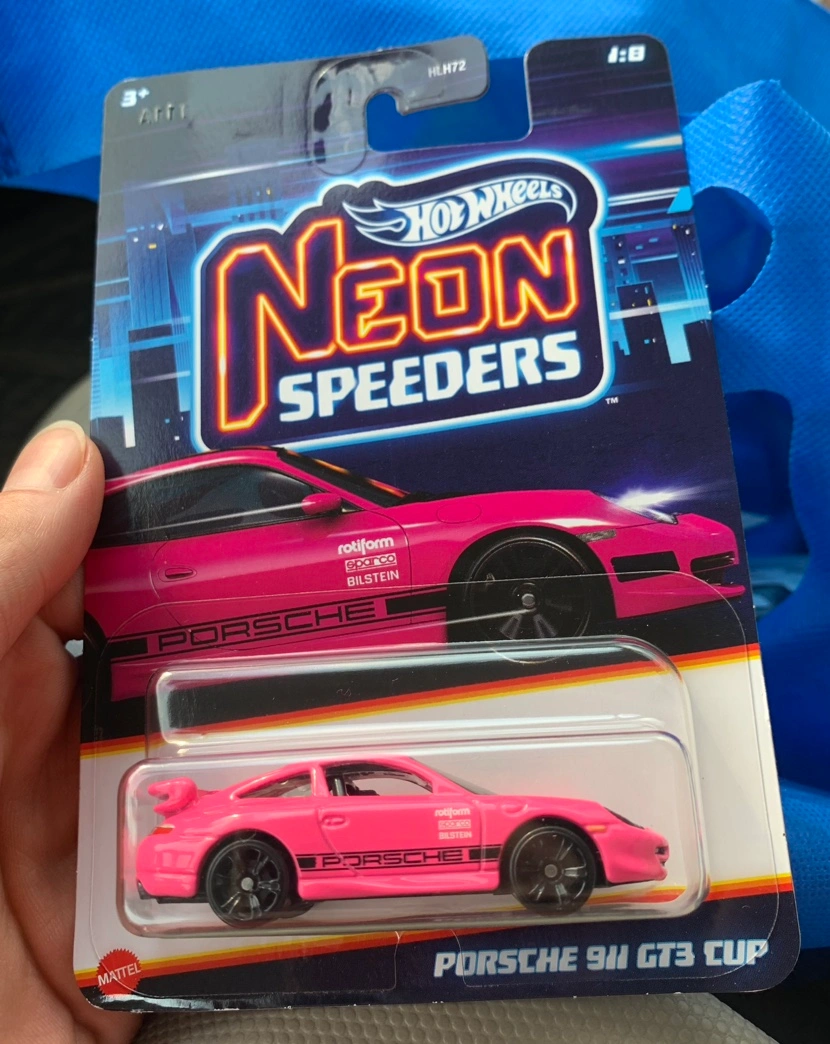 HLH72
1:8
3+
HOT WHEELS
NEON
SPEEDERS
™
rotiform
sparco
BILSTEIN
PORSCHE
rotiform
sparco
BILSTEIN
PORSCHE
MATTEL
PORSCHE 911 GT3 CUP